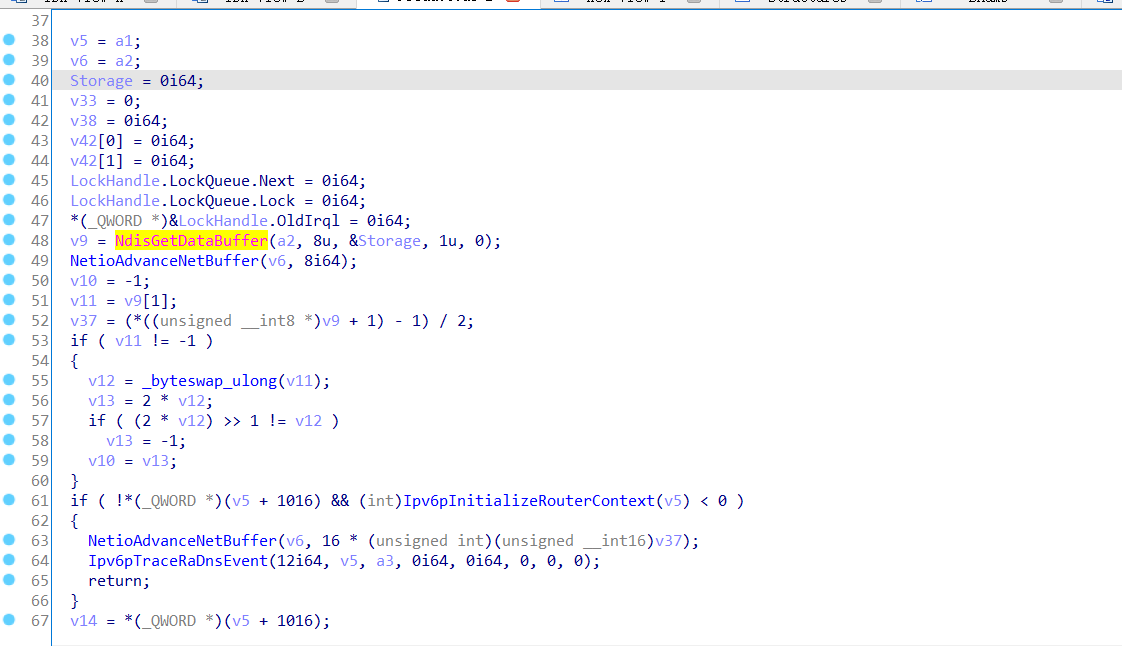 37
38 v5 = a1;
39 v6 = a2;
40 Storage = 0i64;
41 v33 = 0;
42 v38 = 0i64;
43 v42[0] = 0i64;
44 v42[1] = 0i64;
45 LockHandle.LockQueue.Next = 0i64;
46 LockHandle.LockQueue.Lock = 0i64;
47 *(_QWORD *)&LockHandle.OldIrql = 0i64;
48 v9 = NdisGetDataBuffer(a2, 8u, &Storage, 1u, 0);
49 NetioAdvanceNetBuffer(v6, 8i64);
50 v10 = -1;
51 v11 = v9[1];
52 v37 = (*((unsigned __int8 *)v9 + 1) - 1) / 2;
53 if ( v11 != -1 )
54 {
55 v12 = _byteswap_ulong(v11);
56 v13 = 2 * v12;
57 if ( (2 * v12) >> 1 != v12 )
58 v13 = -1;
59 v10 = v13;
60 }
61 if ( !*(_QWORD *)(v5 + 1016) && (int)Ipv6pInitializeRouterContext(v5) < 0 )
62 {
63 NetioAdvanceNetBuffer(v6, 16 * (unsigned int)(unsigned __int16)v37);
64 Ipv6pTraceRaDnsEvent(12i64, v5, a3, 0i64, 0i64, 0, 0, 0);
65 return;
66 }
67 v14 = *(_QWORD *)(v5 + 1016);